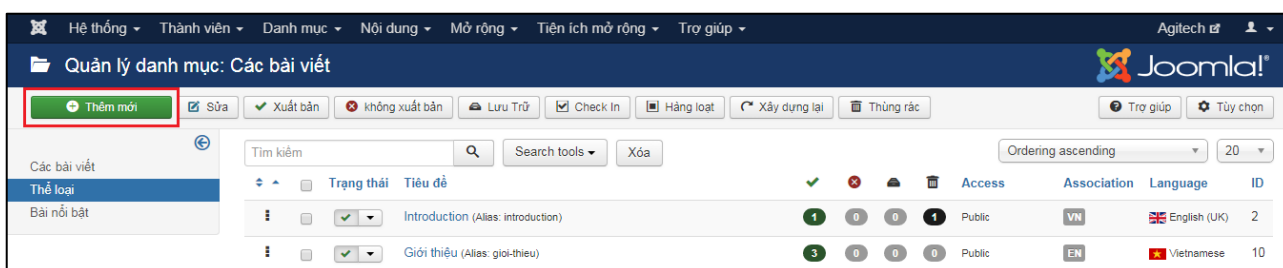 Hệ thống Thành viên Danh mục Nội dung Mở rộng Tiện ích mở rộng Trợ giúp Agitech
Quản lý danh mục: Các bài viết Joomla!®
Thêm mới Sửa Xuất bản không xuất bản Lưu Trữ Check In Hàng loạt Xây dựng lại Thùng rác Trợ giúp Tùy chọn
Tìm kiếm Search tools Xóa Ordering ascending 20
Các bài viết
Thể loại
Bài nổi bật
Trạng thái Tiêu đề Access Association Language ID
Introduction (Alias: introduction) 1 0 0 1 Public VN English (UK) 2
Giới thiệu (Alias: gioi-thieu) 3 0 0 0 Public EN Vietnamese 10